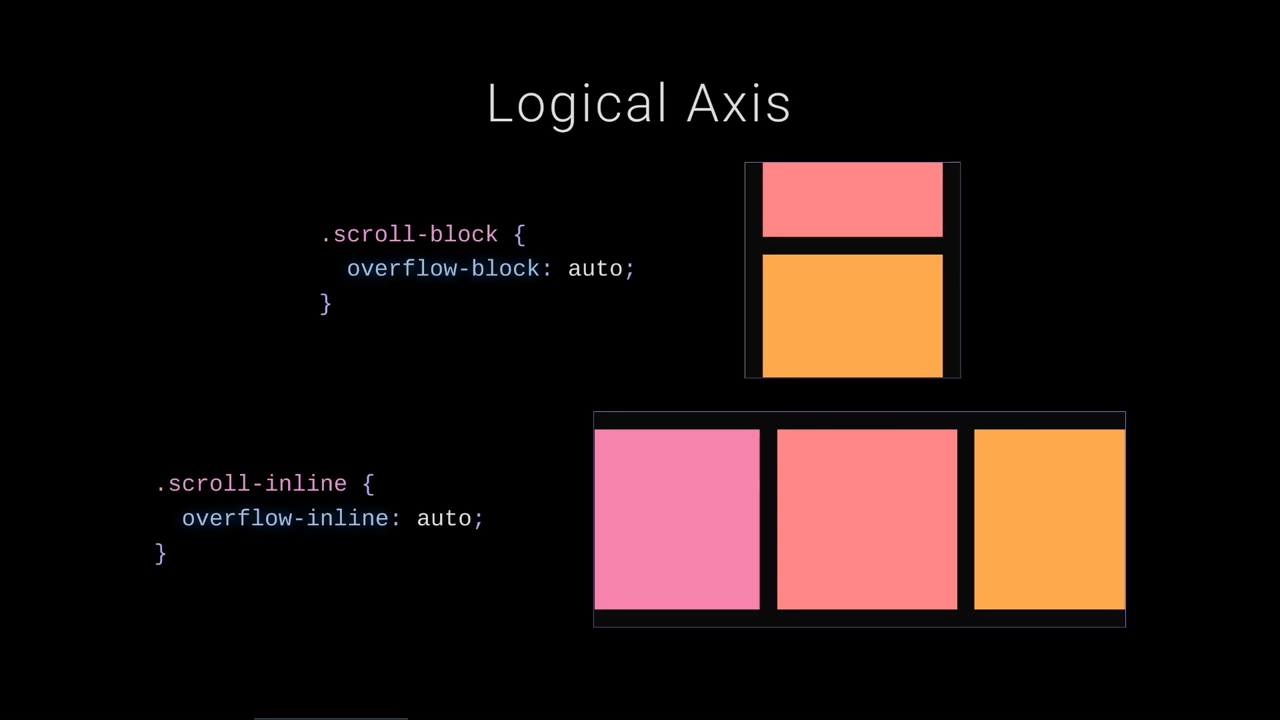 Logical Axis
.scroll-block {
overflow-block: auto;
}
.scroll-inline {
overflow-inline: auto;
}